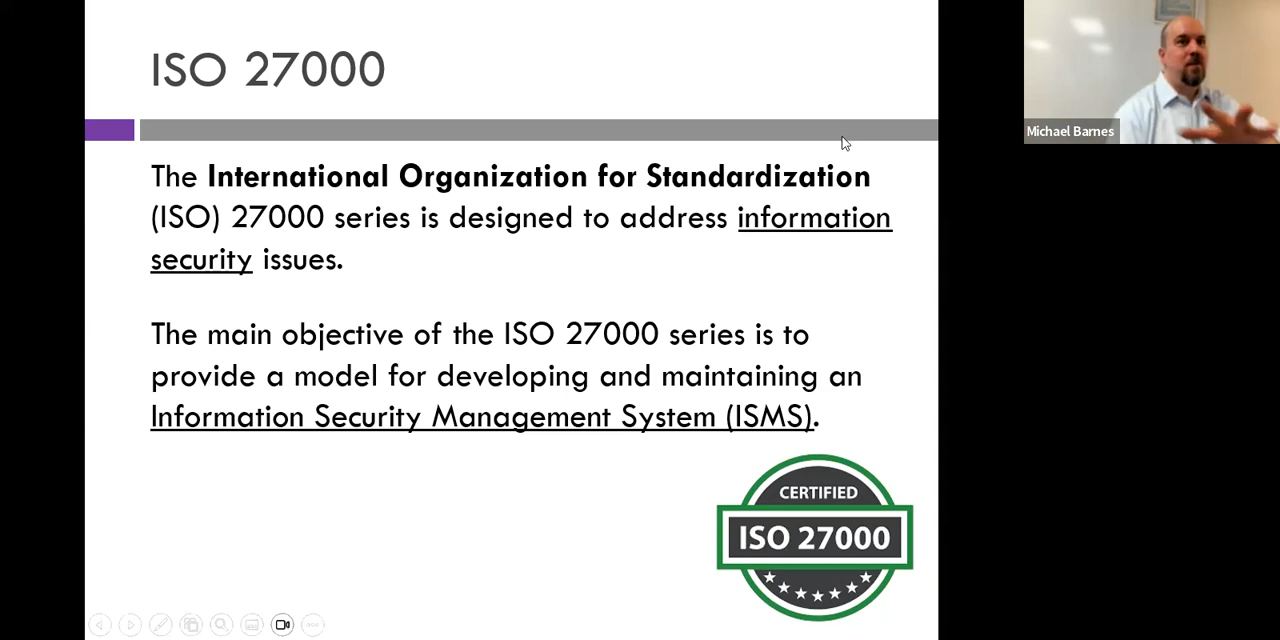 ISO 27000
The International Organization for Standardization
(ISO) 27000 series is designed to address information
security issues.
The main objective of the ISO 27000 series is to
provide a model for developing and maintaining an
Information Security Management System (ISMS).
CERTIFIED
ISO 27000
Michael Barnes